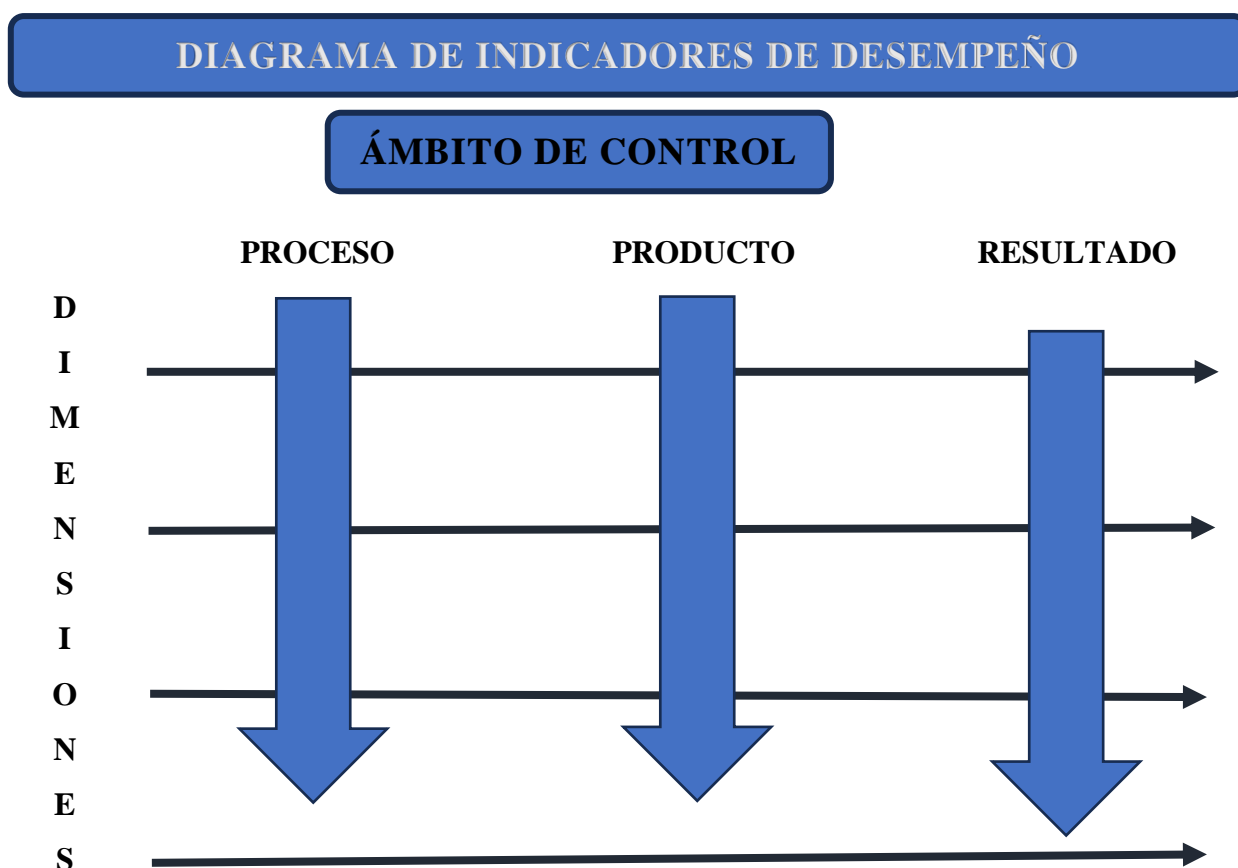 DIAGRAMA DE INDICADORES DE DESEMPEÑO
ÁMBITO DE CONTROL
PROCESO PRODUCTO RESULTADO
D
I
M
E
N
S
I
O
N
E
S